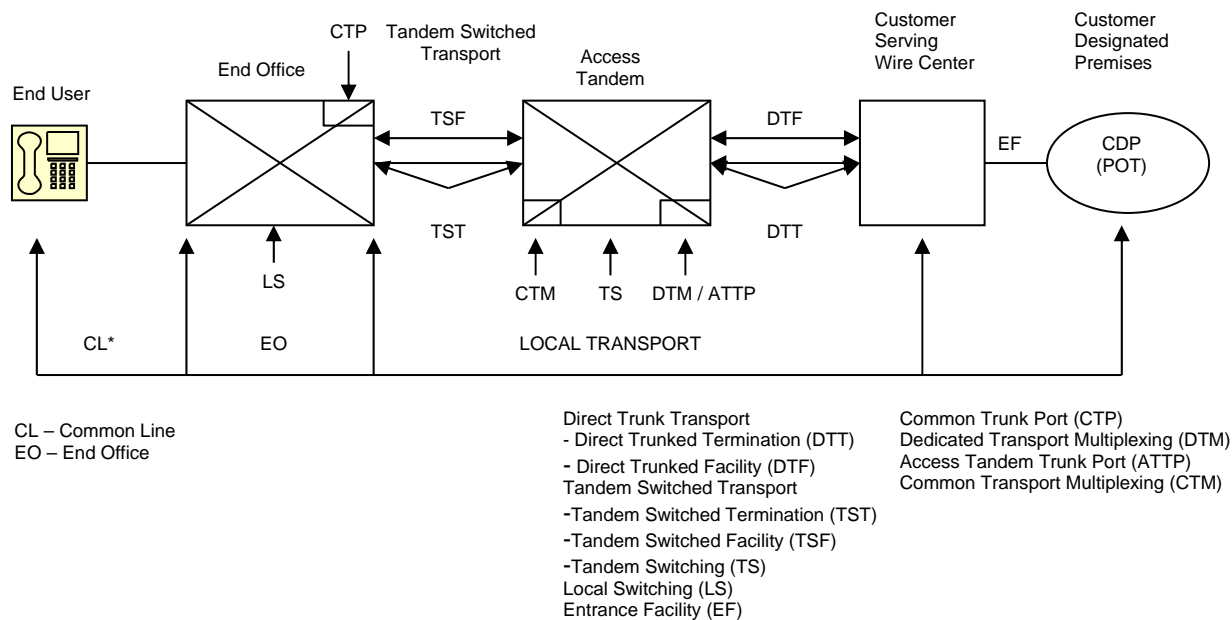 CTP
Tandem Switched
Transport
Customer
Serving
Wire Center
Customer
Designated
Premises
End Office
Access
Tandem
End User
TSF
DTF
EF
CDP
(POT)
TST
DTT
LS
CTM
TS
DTM / ATTP
CL*
EO
LOCAL TRANSPORT
CL – Common Line
EO – End Office
Direct Trunk Transport
- Direct Trunked Termination (DTT)
- Direct Trunked Facility (DTF)
Tandem Switched Transport
-Tandem Switched Termination (TST)
-Tandem Switched Facility (TSF)
-Tandem Switching (TS)
Local Switching (LS)
Entrance Facility (EF)
Common Trunk Port (CTP)
Dedicated Transport Multiplexing (DTM)
Access Tandem Trunk Port (ATTP)
Common Transport Multiplexing (CTM)